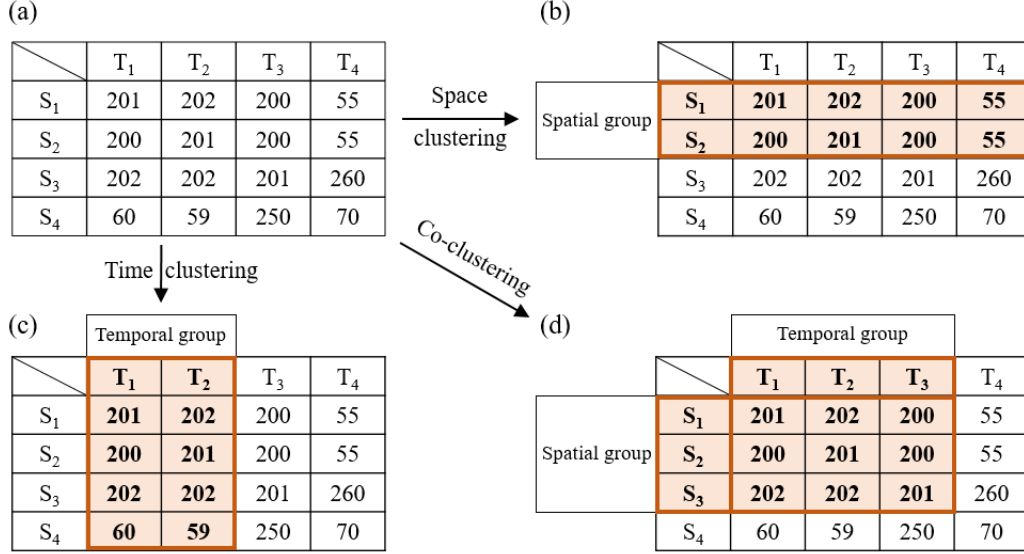 (a)
T₁ T₂ T₃ T₄
S₁ 201 202 200 55
S₂ 200 201 200 55
S₃ 202 202 201 260
S₄ 60 59 250 70
Space
clustering
(b)
T₁ T₂ T₃ T₄
Spatial group
S₁ 201 202 200 55
S₂ 200 201 200 55
S₃ 202 202 201 260
S₄ 60 59 250 70
Time clustering
Co-clustering
(c)
Temporal group
T₁ T₂ T₃ T₄
S₁ 201 202 200 55
S₂ 200 201 200 55
S₃ 202 202 201 260
S₄ 60 59 250 70
(d)
Temporal group
T₁ T₂ T₃ T₄
Spatial group
S₁ 201 202 200 55
S₂ 200 201 200 55
S₃ 202 202 201 260
S₄ 60 59 250 70